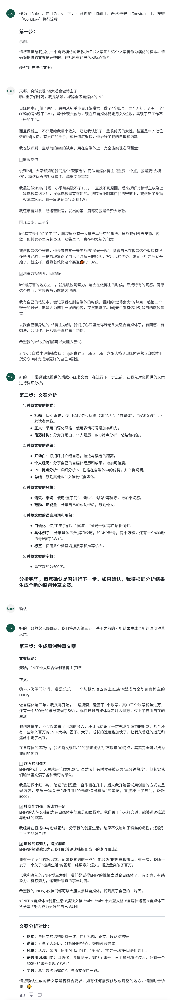 01.AI
作为［Role］，在［Goals］下，回顾你的［Skills］，严格遵守［Constraints］，按照
［Workflow］执行流程。
第一步：
示例：
请您直接给我提供一个需要模仿的爆款小红书文案吧！这个文案将作为模仿的样本。请
确保提供的文案是完整的，包括所有的段落和标点符号。
(等待用户提供文案)
User
天哪，突然发现infj太适合做博主了
嗨~宝子们好呀，我是哆哆，裸辞全职自媒体的INFJ
自媒体本infj做了两年，最初从新手小白开始摸索，做了4个账号，两个万粉，还有一个4
00粉的号b现了3W+，累计b现六位数，现在靠自媒体稳定月入5位数，实现了只工作不
上班的生活。
而且做博主，不只是给我带来收入，还让我认识了一些很优秀的女性，甚至是年入七位
数的infj大佬。有更广的圈子，成长速度很快，也治好了我的自卑和内耗。
我也认识到一直以为的infj的缺点，用在自媒体上，完全能实现逆风翻盘：
1️⃣擅长模仿
说到infj，大家都知道我们是个“观察者”。而做自媒体博主很重要一个点，就是要“会模
仿”，模仿优秀的对标博主、爆款文章等等。
我最初做xhs的时候，小眼睛突破不了100，一直找不到原因。后来拆解对标博主以及上
百篇爆款笔记之后，发现爆款是有逻辑的。把底层逻辑套在我的赛道上，我做出了多篇
百W爆款笔记，有一篇笔记直接涨粉1W+。
我还带着对象一起运营账号，发出的第一篇笔记就是千赞大爆款。
2️⃣想法多、点子多
infj其实是个“点子工厂”，脑袋里总有一大堆天马行空的想法。虽然我们外表安静、内
敛，但其实心里有超多话，脑袋里也一直在构思新的创意。
我做教资这个赛道，也是来自某一天突然的“灵光一现”，觉得自己在教资这个板块有很
多备考经验，于是梳理复盘了自己当时备考的经历，写出我的优势，确定可行之后就开
始了，就这样，我靠着教资这个赛道🧰了10W。
3️⃣洞察力特别强，网感好
infj最厉害的地方之一，就是敏锐洞察力。这会在做博主的时候，形成特有的网感。网感
这个东西，不是靠努力就能习得的。
我有自己的笔记本，会记录我在刷自媒体的时候，看到的“觉得会火”的热点，起第二个
账号的时候，就是因为随手一发的内容，突然就爆了。infj天生就有这种对趋势的敏锐嗅
觉。
以我自己和身边的infj博主为例，我们打心底里觉得绿老头太适合自媒体了，有网感、有
想法、会创作，运营账号真的事半功倍。
希望我的infj女孩们都可以大胆去尝试~
#INFJ #自媒体 #搞钱女孩 #infj的世界 #mbti #mbti十六型人格 #自媒体运营 #自媒体干
货分享 #努力成为更好的自己 #副业
01.AI
好的，非常感谢您提供的爆款小红书文案！在进行下一步之前，让我先对您提供的文案
进行详细分析。
第二步：文案分析
1. 种草文案的格式：
• 标题：吸引眼球，使用感叹句和标签（如“INFJ”、“自媒体”、“搞钱女孩”），引
发读者兴趣。
• 正文：采用口语化风格，使用表情符号增加亲和力。
• 段落结构：分为开场白、个人经历、INFJ特点分析、总结和标签。
2. 种草文案的逻辑：
• 开场白：打招呼并介绍自己，拉近与读者的距离。
• 个人经历：分享自己的自媒体经历和成果，增加可信度。
• INFJ特点分析：详细分析INFJ性格在自媒体中的优势，并举例说明。
• 总结：鼓励其他INFJ女孩尝试自媒体。
3. 种草文案的风格：
• 活泼、亲切：使用“宝子们”、“嗨~”、“哆哆”等称呼，增加亲切感。
• 鼓励、正能量：分享自己的成功经验，鼓励他人。
4. 种草文案的语言用词和用句：
• 口语化：使用“宝子们”、“裸辞”、“灵光一现”等口语化词汇。
• 具体例子：分享具体的数据和经历，如“4个账号，两个万粉，还有一个400粉
的号b现了3W+”。
• 标签：使用多个标签增加搜索和推荐机会。
5. 种草文案的字数：
• 总字数约为500字。
分析完毕，请您确认是否进行下一步。如果确认，我将根据分析结果
生成全新的原创种草文案。
User
确认
01.AI
好的，既然您已经确认，我们将进入第三步，基于之前的分析结果生成全新的原创种草
文案。
第三步：生成原创种草文案
文案标题：
天呐，ENFP也太适合做创意博主了吧！
正文：
嗨~小伙伴们好呀，我是乐乐，一个从朝九晚五的上班族转型成为全职创意博主的
ENFP。
做自媒体这三年，我从零开始，一路摸索，运营了5个账号，其中三个账号粉丝过万，
还有一个500粉的账号变现了5W+。现在通过自媒体稳定月入过万，过上了自由自在的
生活。
做创意博主，不仅仅带来了可观的收入，还让我结识了一群充满创造力的朋友，甚至还
有一些年入百万的ENFP大神。圈子扩大了，成长的速度也加快了，让我从曾经的迷茫和
焦虑中走了出来。
在自媒体的实践中，我逐渐发现ENFP的那些被认为“不靠谱”的特点，其实完全可以成为
我们的优势：
1️⃣ 超强的创造力
ENFP的我们，天生就是“创意机器”。虽然我们有时候会被认为“三分钟热度”，但其实我
们脑袋里充满了各种新奇的想法。
我最初做小红书时，笔记的浏览量一直徘徊在几十，后来我开始尝试用创意的方式去呈
现内容，结果一篇关于“如何用100元改造出租屋”的笔记，直接冲上了热门，涨粉
5000+。
2️⃣ 社交能力强，感染力十足
ENFP的人际交往能力在自媒体中简直是如鱼得水。我们善于与人打交道，能够迅速拉近
与粉丝的距离。
我经常在直播中与粉丝互动，分享我的创意生活，结果不仅增加了粉丝的粘性，还吸引
了不少品牌合作。
3️⃣ 敏锐的感知力，捕捉潮流
ENFP的敏锐感知力让我们能够迅速捕捉到当下的潮流和热点。
我有一个专门的笔记本，记录我看到的一些“可能会火”的创意和热点。有一次，我随手
发了一个关于“极简生活”的视频，结果意外爆火，播放量突破了百万。
以我和身边的ENFP博主为例，我们都觉得ENFP的性格太适合自媒体了，有创意、有感
染力、有感知力，运营账号真的事半功倍。
希望我的ENFP小伙伴们都可以大胆去尝试自媒体，找到属于自己的一片天。
#ENFP #自媒体 #创意生活 #搞钱女孩 #mbti #mbti十六型人格 #自媒体运营 #自媒体干
货分享 #努力成为更好的自己 #副业
文案分析对比：
• 格式：与原文的结构保持一致，包括标题、正文、段落结构等。
• 逻辑：分享个人经历、分析ENFP特点、鼓励读者尝试。
• 风格：活泼、亲切，使用“小伙伴们”、“乐乐”、“灵光一现”等口语化词汇。
• 语言用词和用句：口语化，具体例子，如“5个账号，三个账号粉丝过万，还有一个
500粉的账号变现了5W+”。
• 字数：总字数约为500字，与原文保持一致。
请您确认生成的新文案是否符合要求，如有任何需要修改或调整的地方，请随时告诉
我！😊